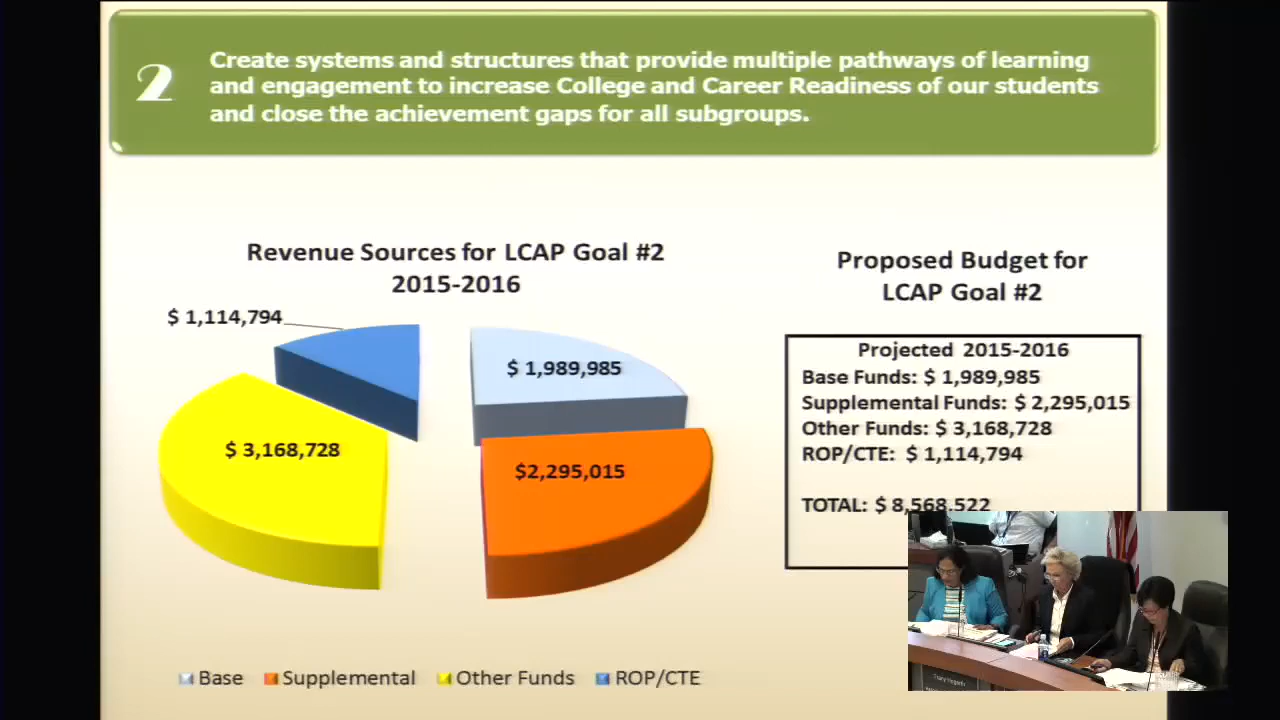 2
Create systems and structures that provide multiple pathways of learning
and engagement to increase College and Career Readiness of our students
and close the achievement gaps for all subgroups.
Revenue Sources for LCAP Goal #2
2015-2016
$ 1,114,794
$ 1,989,985
$ 3,168,728
$2,295,015
Base Supplemental Other Funds ROP/CTE
Proposed Budget for
LCAP Goal #2
Projected 2015-2016
Base Funds: $ 1,989,985
Supplemental Funds: $ 2,295,015
Other Funds: $ 3,168,728
ROP/CTE: $ 1,114,794
TOTAL: $ 8,568,522